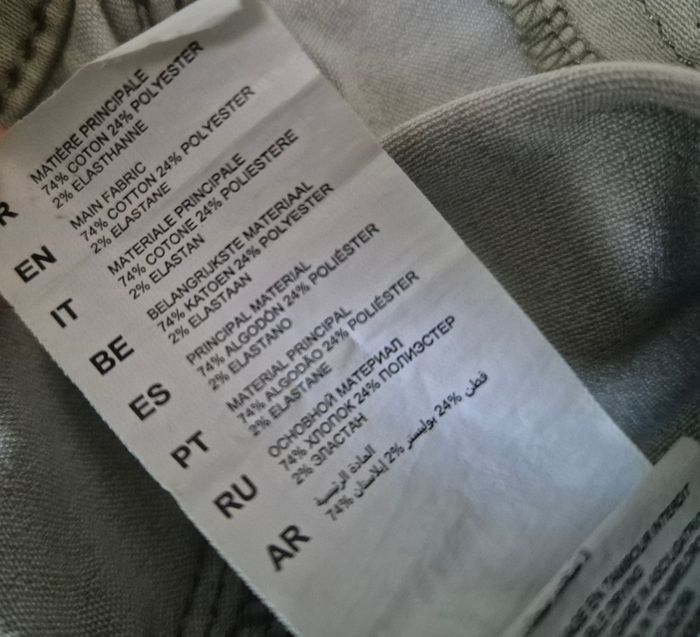 R
MATIÈRE PRINCIPALE
74% COTON 24% POLYESTER
2% ELASTHANNE
EN
MAIN FABRIC
74% COTTON 24% POLYESTER
2% ELASTANE
IT
MATERIALE PRINCIPALE
74% COTONE 24% POLIESTERE
2% ELASTAN
BE
BELANGRIJKSTE MATERIAAL
74% KATOEN 24% POLYESTER
2% ELASTAAN
ES
PRINCIPAL MATERIAL
74% ALGODÓN 24% POLIÉSTER
2% ELASTANO
PT
MATERIAL PRINCIPAL
74% ALGODÃO 24% POLIÉSTER
2% ELASTANE
RU
ОСНОВНОЙ МАТЕРИАЛ
74% ХЛОПОК 24% ПОЛИЭСТЕР
2% ЭЛАСТАН
AR
المادة الرئيسية
74% قطن 24% بوليستر 2% إيلاستان
TAMBOUR INTERDIT